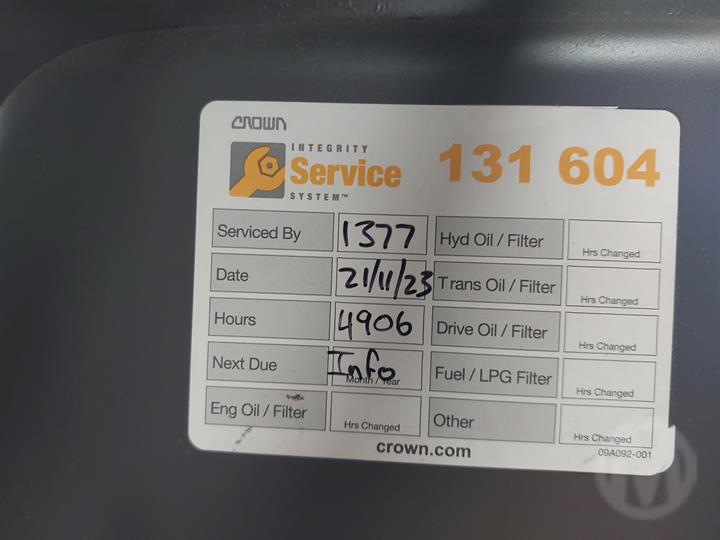 CROWN
INTEGRITY
Service
SYSTEM™
131 604
Serviced By 1377 Hyd Oil / Filter Hrs Changed
Date 21/11/23 Trans Oil / Filter Hrs Changed
Hours 4906 Drive Oil / Filter Hrs Changed
Next Due Info Month / Year Fuel / LPG Filter Hrs Changed
Eng Oil / Filter Hrs Changed Other Hrs Changed
crown.com 09A092-001
M